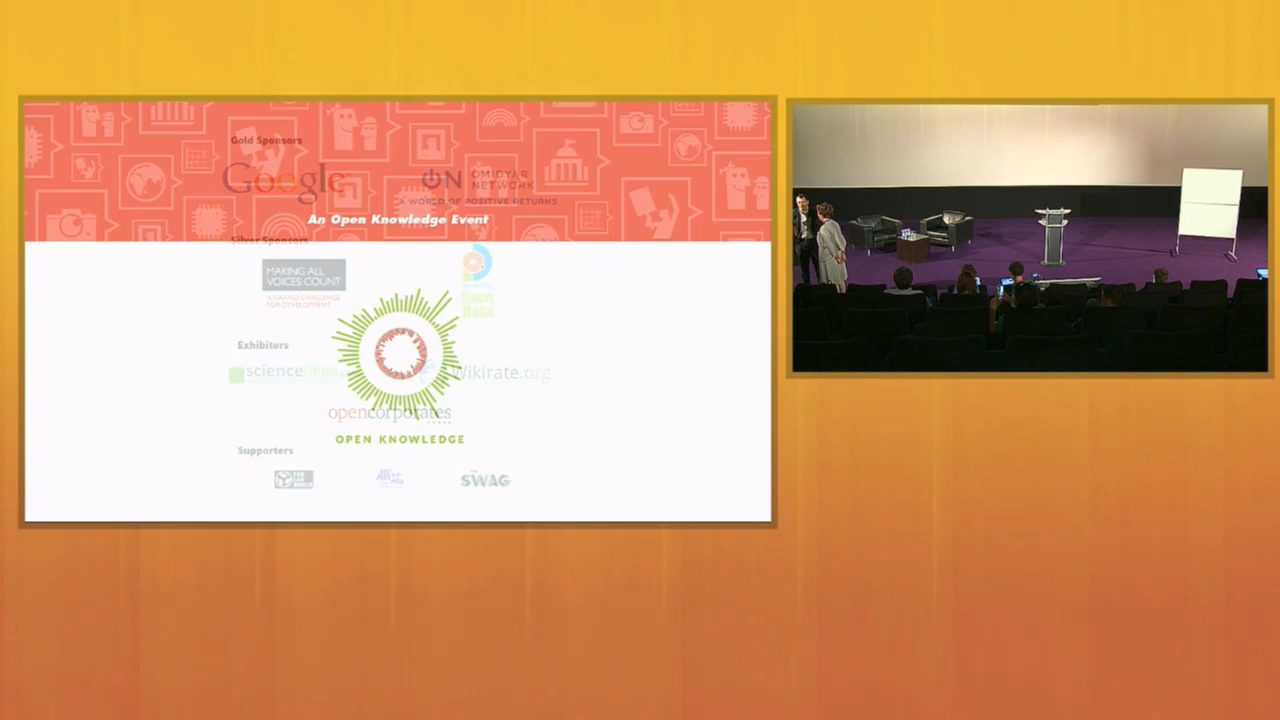 Gold Sponsors
Google
OMIDYAR
NETWORK
A WORLD OF POSITIVE RETURNS
An Open Knowledge Event
Silver Sponsors
MAKING ALL
VOICES COUNT
A GRAND CHALLENGE
FOR DEVELOPMENT
Open
Data
Exhibitors
scienceOPEN
Wikirate.org
opencorporates
OPEN KNOWLEDGE
Supporters
SWAG